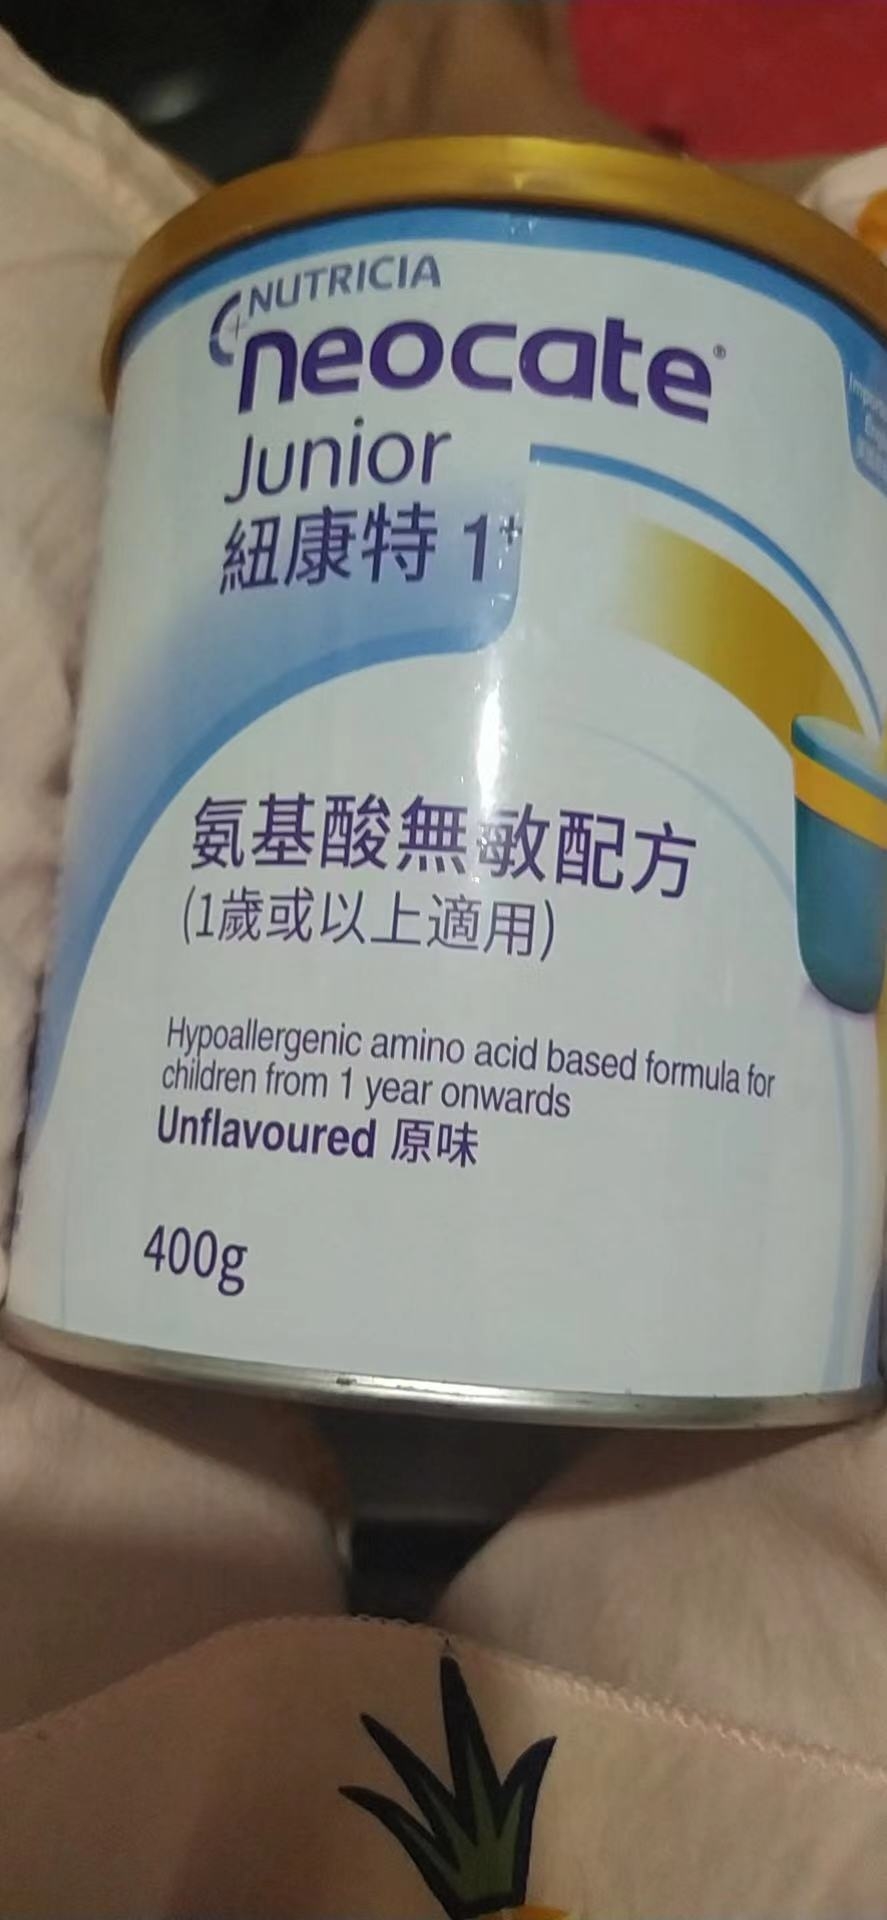 NUTRICIA
neocate®
Junior
紐康特 1+
氨基酸無敏配方
(1歲或以上適用)
Hypoallergenic amino acid based formula for
children from 1 year onwards
Unflavoured 原味
400g